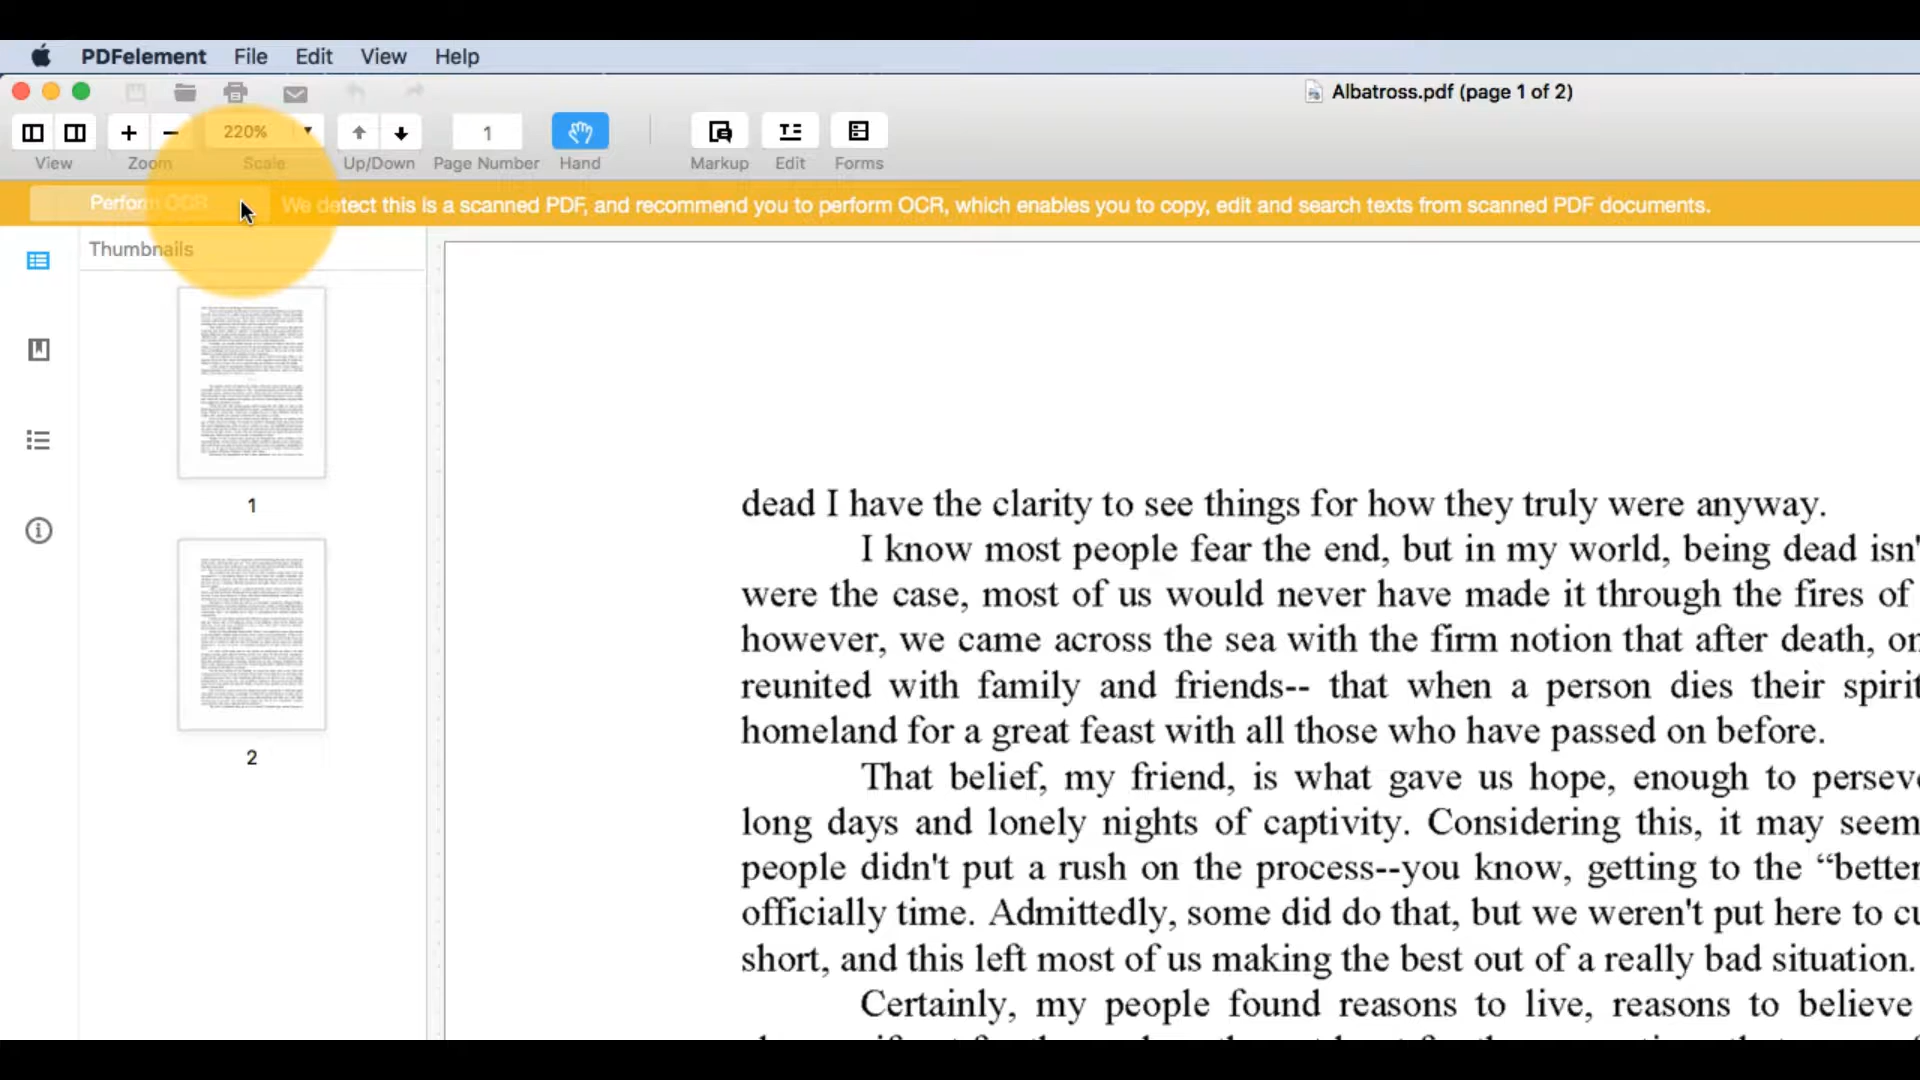 PDFelement File Edit View Help
Albatross.pdf (page 1 of 2)
220%
1
View Zoom Scale Up/Down Page Number Hand Markup Edit Forms
Perform OCR We detect this is a scanned PDF, and recommend you to perform OCR, which enables you to copy, edit and search texts from scanned PDF documents.
Thumbnails
1
2
dead I have the clarity to see things for how they truly were anyway.
I know most people fear the end, but in my world, being dead isn'
were the case, most of us would never have made it through the fires of
however, we came across the sea with the firm notion that after death,
reunited with family and friends-- that when a person dies their spirit
homeland for a great feast with all those who have passed on before.
That belief, my friend, is what gave us hope, enough to perseve
long days and lonely nights of captivity. Considering this, it may seem
people didn't put a rush on the process--you know, getting to the “better
officially time. Admittedly, some did do that, but we weren't put here to
short, and this left most of us making the best out of a really bad situation.
Certainly, my people found reasons to live, reasons to believe